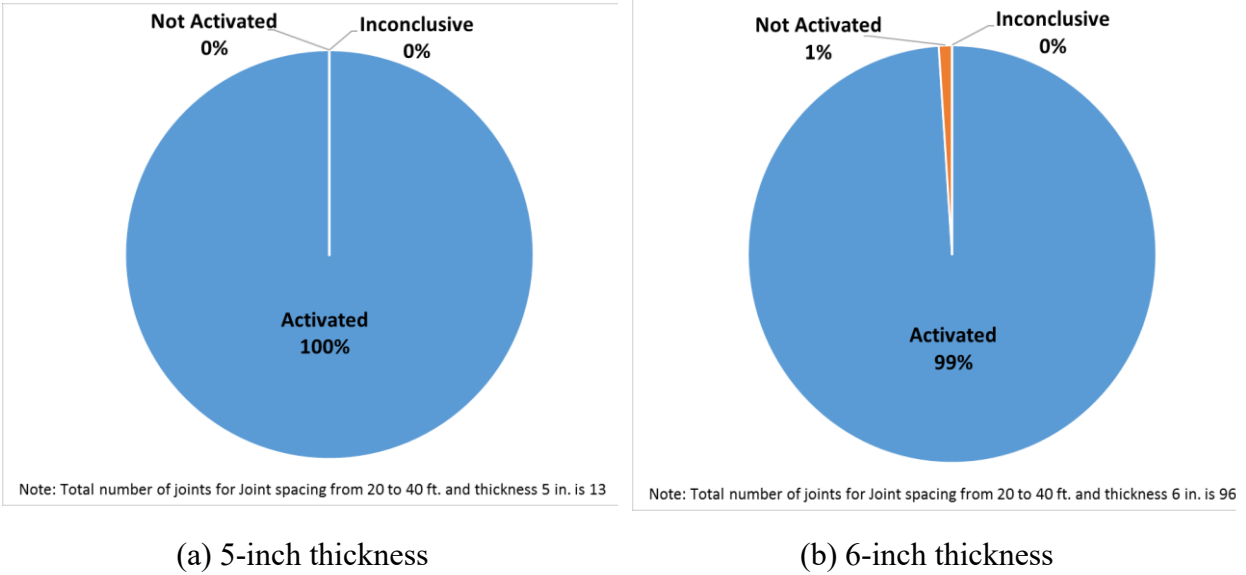 Not Activated
0%
Inconclusive
0%
Activated
100%
Note: Total number of joints for Joint spacing from 20 to 40 ft. and thickness 5 in. is 13
(a) 5-inch thickness
Not Activated
1%
Inconclusive
0%
Activated
99%
Note: Total number of joints for Joint spacing from 20 to 40 ft. and thickness 6 in. is 96
(b) 6-inch thickness